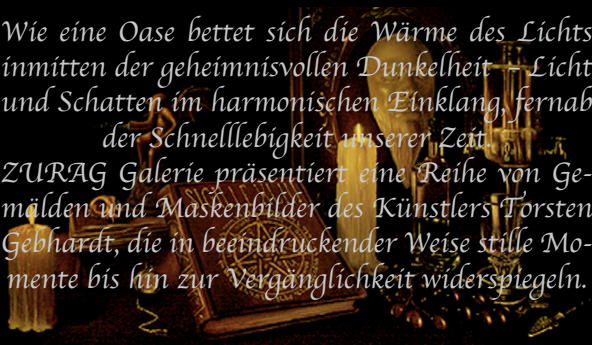 Wie eine Oase bettet sich die Wärme des Lichts
inmitten der geheimnisvollen Dunkelheit – Licht
und Schatten im harmonischen Einklang, fernab
der Schnelllebigkeit unserer Zeit.
ZURAG Galerie präsentiert eine Reihe von Ge-
mälden und Maskenbilder des Künstlers Torsten
Gebhardt, die in beeindruckender Weise stille Mo-
mente bis hin zur Vergänglichkeit widerspiegeln.